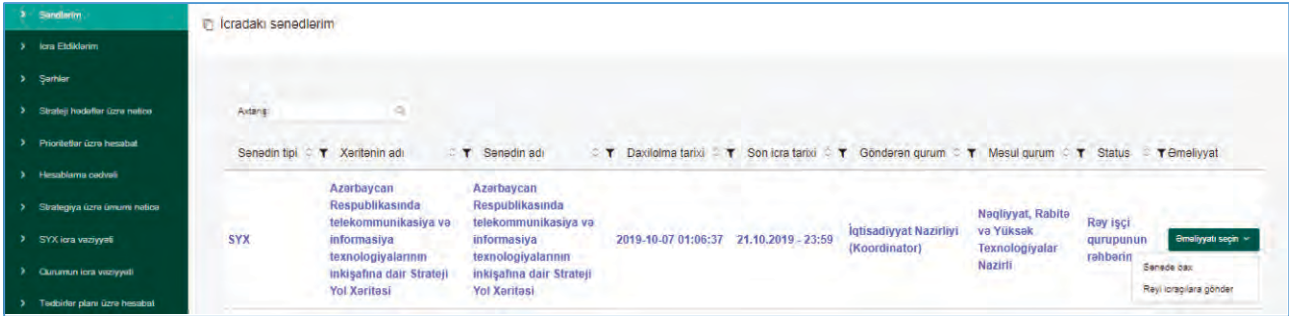 Sənədlərim
İcra Etdiklərim
Şərhlər
Strateji hədəflər üzrə nəticə
Prioritetlər üzrə hesabat
Hesablama cədvəli
Strategiya üzrə ümumi nəticə
SYX icra vəziyyəti
Qurumun icra vəziyyəti
Tədbirlər planı üzrə hesabat
İcradakı sənədlərim
Axtarış
Sənədin tipi Xəritənin adı Sənədin adı Daxilolma tarixi Son icra tarixi Göndərən qurum Məsul qurum Status Əməliyyat
SYX
Azərbaycan
Respublikasında
telekommunikasiya və
informasiya
texnologiyalarının
inkişafına dair Strateji
Yol Xəritəsi
Azərbaycan
Respublikasında
telekommunikasiya və
informasiya
texnologiyalarının
inkişafına dair Strateji
Yol Xəritəsi
2019-10-07 01:06:37
21.10.2019 - 23:59
İqtisadiyyat Nazirliyi
(Koordinator)
Nəqliyyat, Rabitə
və Yüksək
Texnologiyalar
Nazirli
Rəy işçi
qurupunun
rəhbərin
Əməliyyatı seçin
Sənədə bax
Rəyi icraçılara göndər